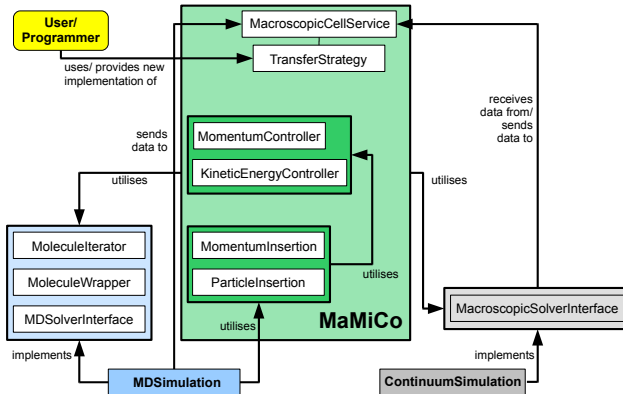 User/
Programmer
MacroscopicCellService
TransferStrategy
uses/ provides new
implementation of
receives
data from/
sends
data to
sends
data to
MomentumController
KineticEnergyController
utilises
utilises
MoleculeIterator
MoleculeWrapper
MDSolverInterface
MomentumInsertion
ParticleInsertion
utilises
MacroscopicSolverInterface
utilises
MaMiCo
implements
implements
MDSimulation
ContinuumSimulation